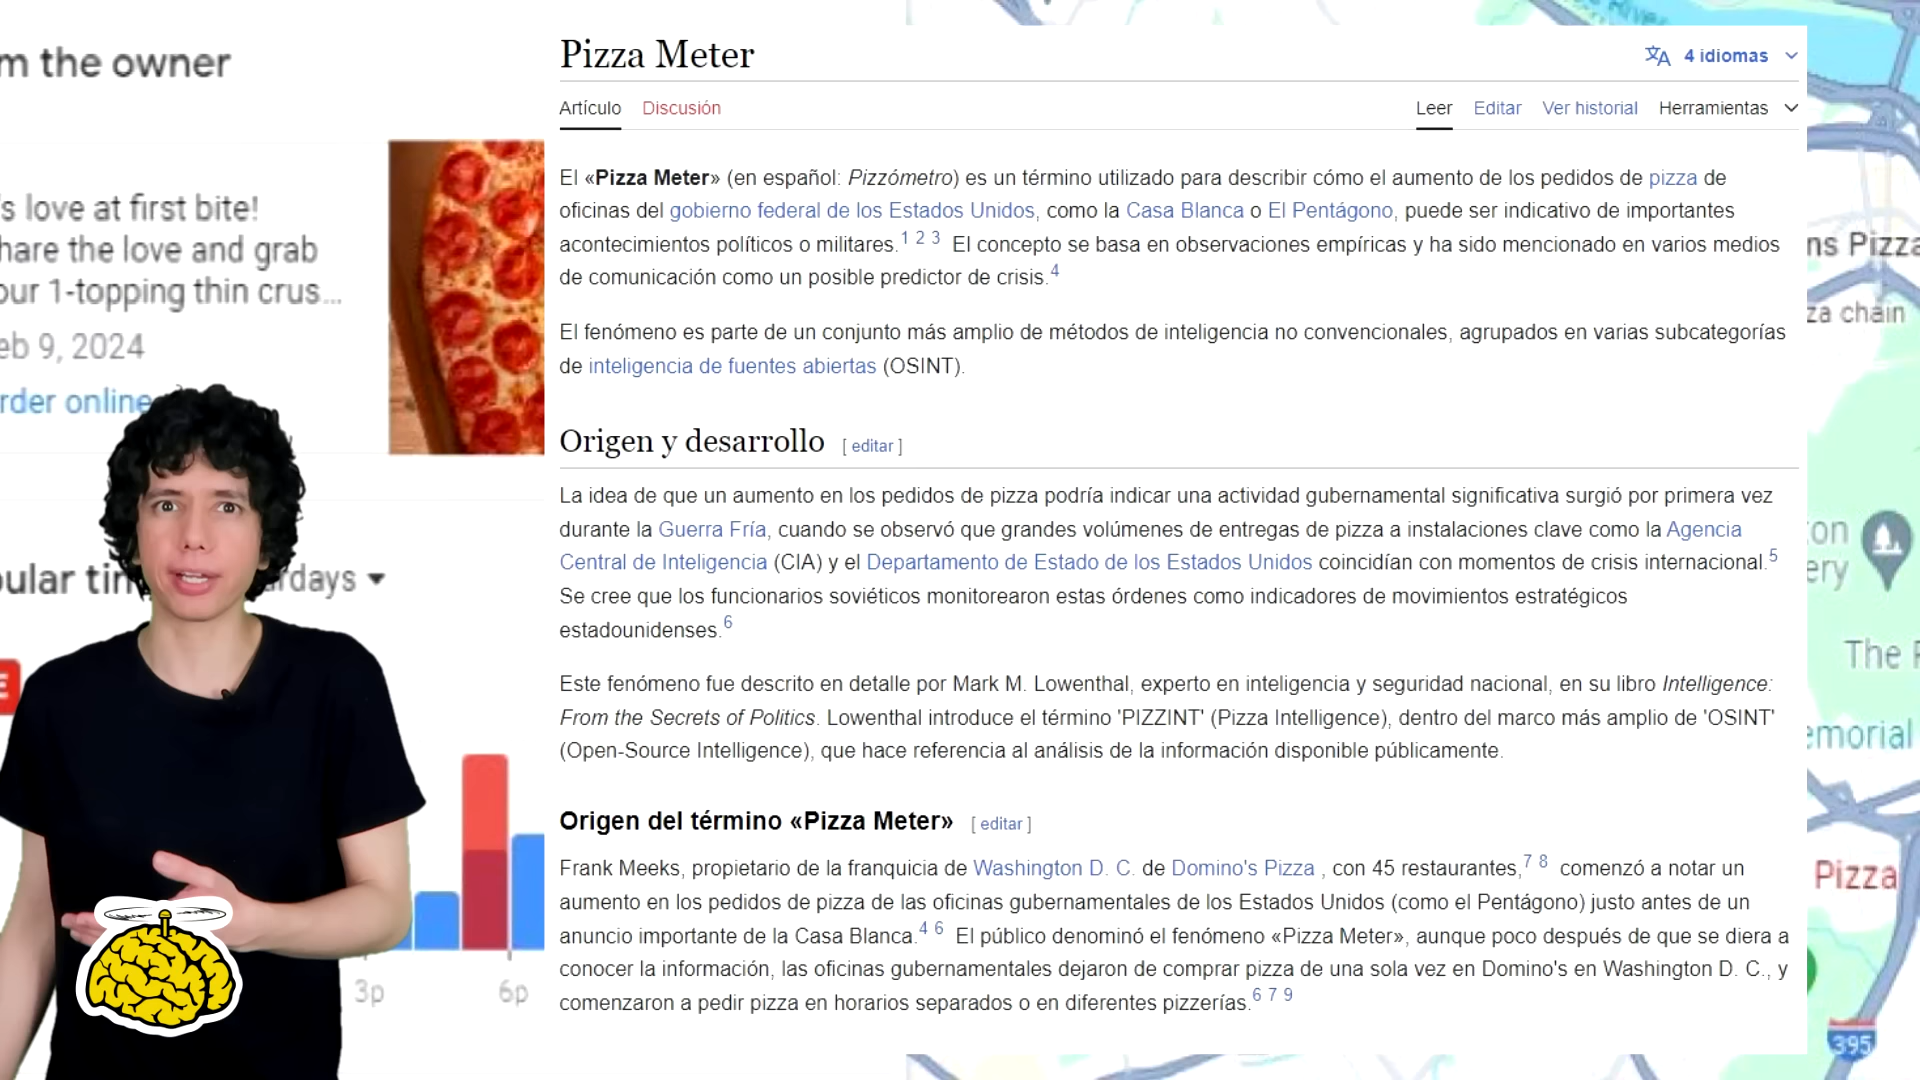 m the owner
's love at first bite!
hare the love and grab
our 1-topping thin crus...
eb 9, 2024
rder online
ular tim
rdays
3p
6p
Pizza Meter
4 idiomas
Artículo Discusión
Leer Editar Ver historial Herramientas
El «Pizza Meter» (en español: Pizzómetro) es un término utilizado para describir cómo el aumento de los pedidos de pizza de
oficinas del gobierno federal de los Estados Unidos, como la Casa Blanca o El Pentágono, puede ser indicativo de importantes
acontecimientos políticos o militares.1 2 3 El concepto se basa en observaciones empíricas y ha sido mencionado en varios medios
de comunicación como un posible predictor de crisis.4
El fenómeno es parte de un conjunto más amplio de métodos de inteligencia no convencionales, agrupados en varias subcategorías
de inteligencia de fuentes abiertas (OSINT).
Origen y desarrollo [ editar ]
La idea de que un aumento en los pedidos de pizza podría indicar una actividad gubernamental significativa surgió por primera vez
durante la Guerra Fría, cuando se observó que grandes volúmenes de entregas de pizza a instalaciones clave como la Agencia
Central de Inteligencia (CIA) y el Departamento de Estado de los Estados Unidos coincidían con momentos de crisis internacional.5
Se cree que los funcionarios soviéticos monitorearon estas órdenes como indicadores de movimientos estratégicos
estadounidenses.6
Este fenómeno fue descrito en detalle por Mark M. Lowenthal, experto en inteligencia y seguridad nacional, en su libro Intelligence:
From the Secrets of Politics. Lowenthal introduce el término 'PIZZINT' (Pizza Intelligence), dentro del marco más amplio de 'OSINT'
(Open-Source Intelligence), que hace referencia al análisis de la información disponible públicamente.
Origen del término «Pizza Meter» [ editar ]
Frank Meeks, propietario de la franquicia de Washington D. C. de Domino's Pizza , con 45 restaurantes,7 8 comenzó a notar un
aumento en los pedidos de pizza de las oficinas gubernamentales de los Estados Unidos (como el Pentágono) justo antes de un
anuncio importante de la Casa Blanca.4 6 El público denominó el fenómeno «Pizza Meter», aunque poco después de que se diera a
conocer la información, las oficinas gubernamentales dejaron de comprar pizza de una sola vez en Domino's en Washington D. C., y
comenzaron a pedir pizza en horarios separados o en diferentes pizzerías.6 7 9
ns Pizza
za chain
on
ery
The
emorial
Pizza
395